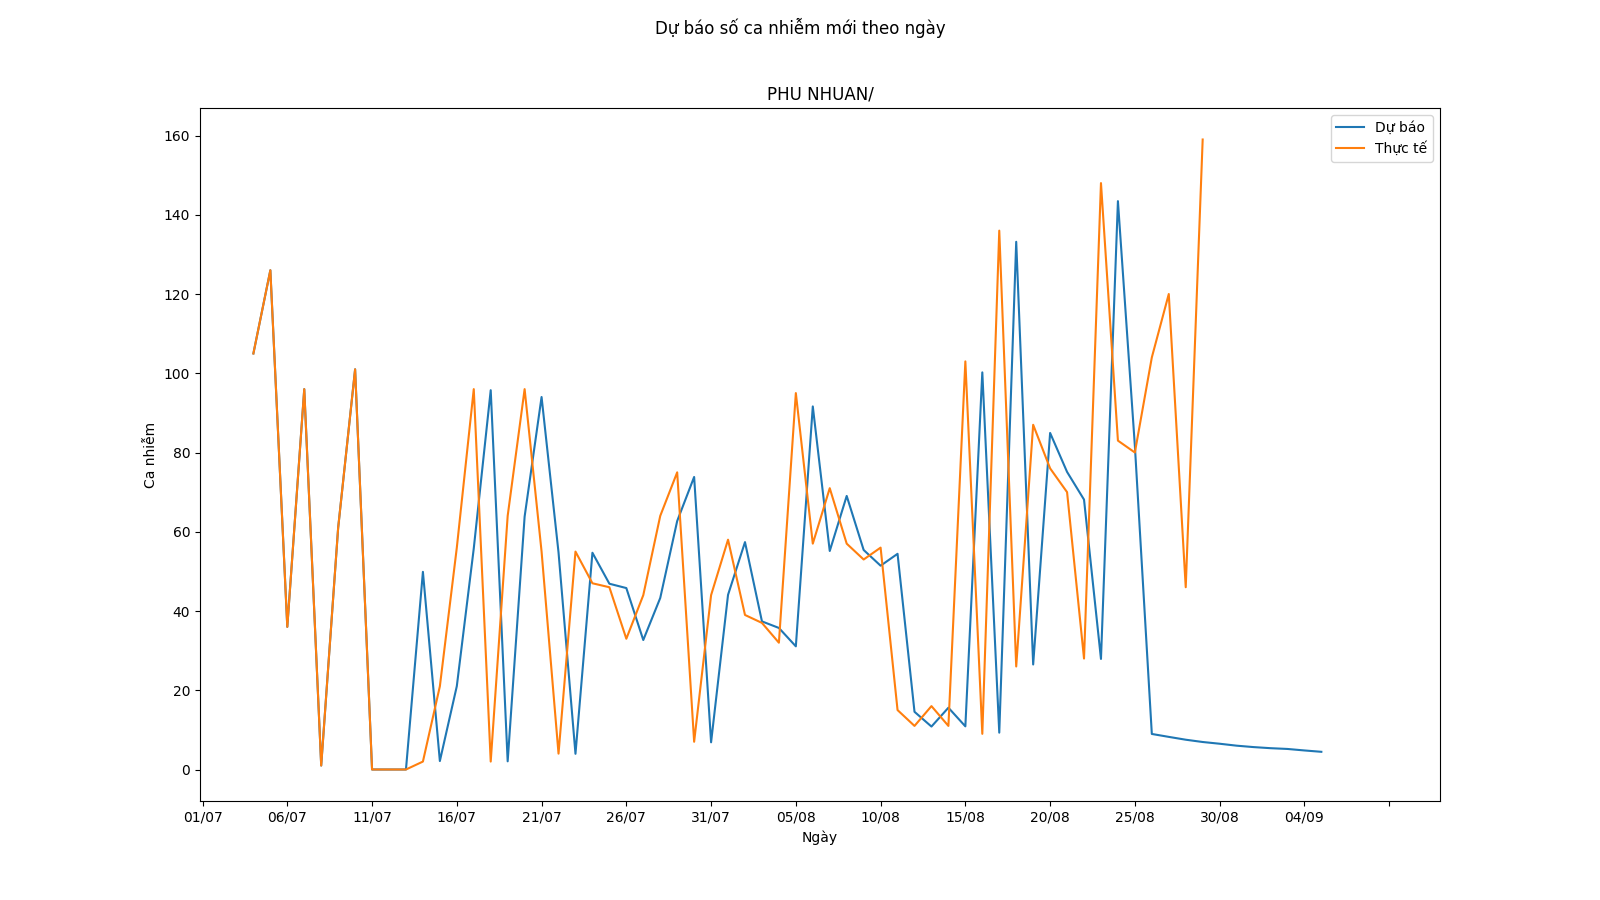 Dự báo số ca nhiễm mới theo ngày
PHU NHUAN/
Dự báo
Thực tế
Ca nhiễm
160
140
120
100
80
60
40
20
0
01/07 06/07 11/07 16/07 21/07 26/07 31/07 05/08 10/08 15/08 20/08 25/08 30/08 04/09
Ngày